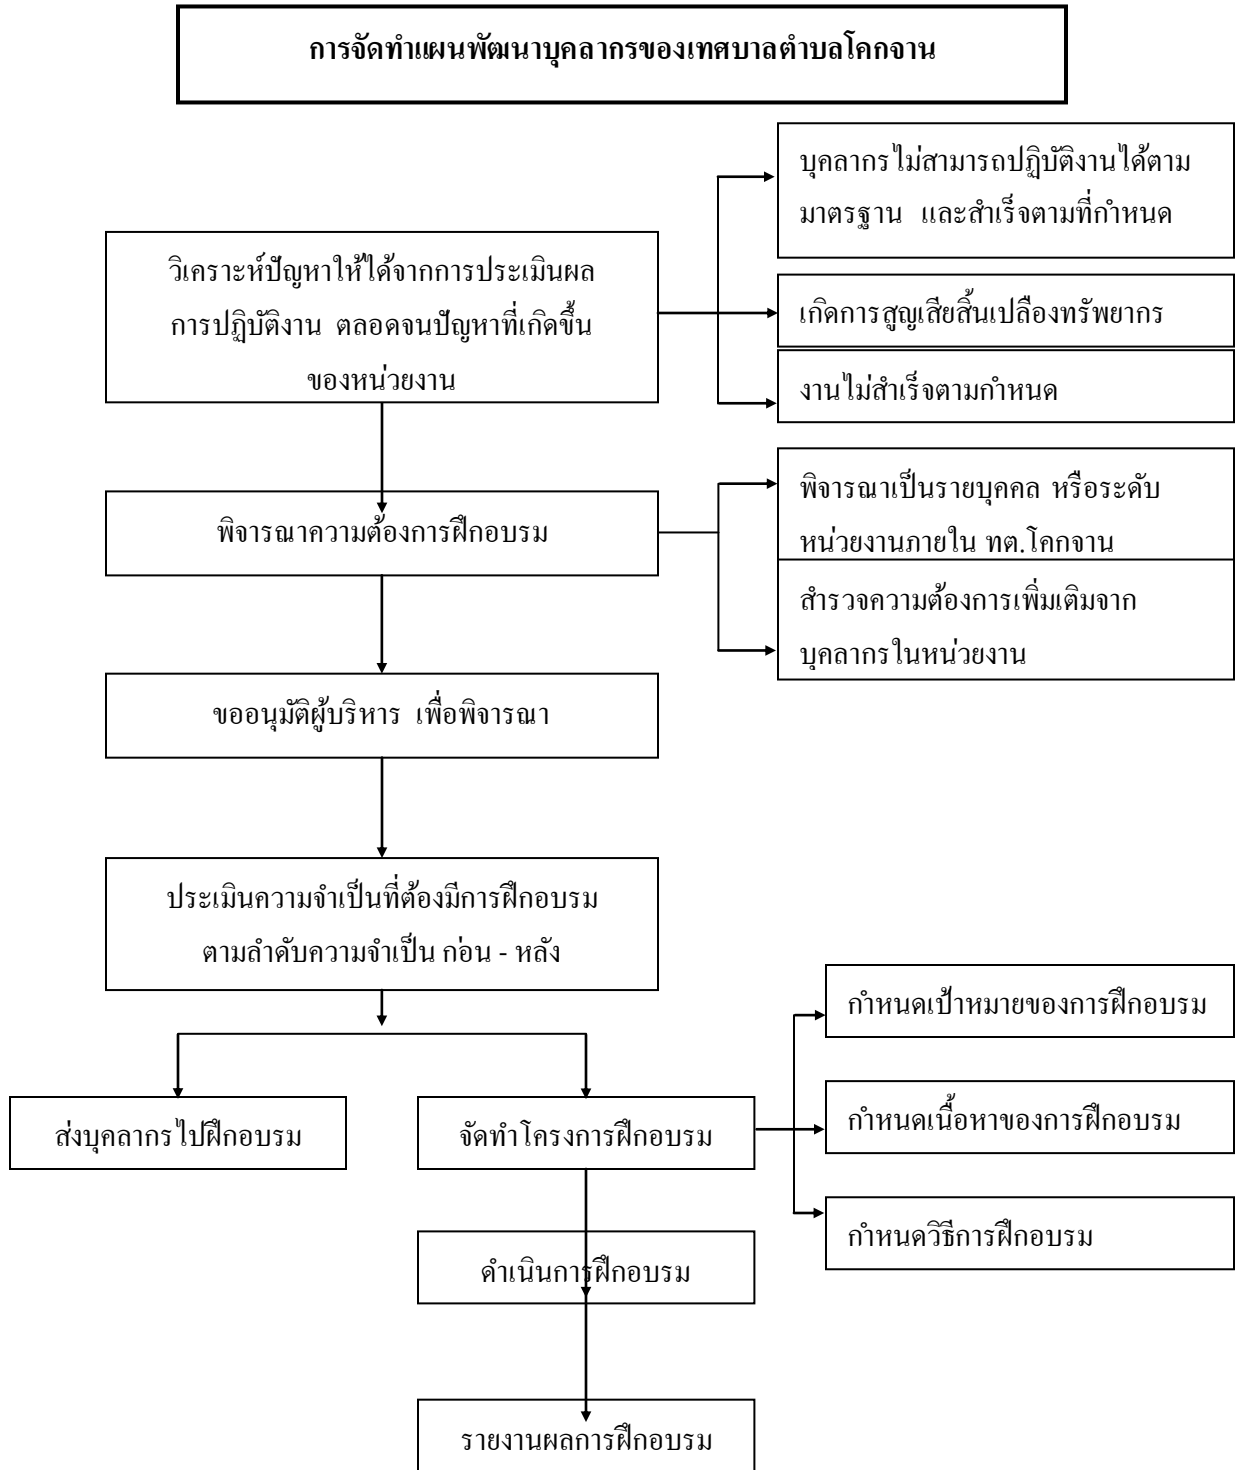 การจัดทำแผนพัฒนาบุคลากรของเทศบาลตำบลโคกจาน
วิเคราะห์ปัญหาให้ได้จากการประเมินผล
การปฏิบัติงาน ตลอดจนปัญหาที่เกิดขึ้น
ของหน่วยงาน
บุคลากรไม่สามารถปฏิบัติงานได้ตาม
มาตรฐาน และสำเร็จตามที่กำหนด
เกิดการสูญเสียสิ้นเปลืองทรัพยากร
งานไม่สำเร็จตามกำหนด
พิจารณาความต้องการฝึกอบรม
พิจารณาเป็นรายบุคคล หรือระดับ
หน่วยงานภายใน ทต.โคกจาน
สำรวจความต้องการเพิ่มเติมจาก
บุคลากรในหน่วยงาน
ขออนุมัติผู้บริหาร เพื่อพิจารณา
ประเมินความจำเป็นที่ต้องมีการฝึกอบรม
ตามลำดับความจำเป็น ก่อน - หลัง
ส่งบุคลากรไปฝึกอบรม
จัดทำโครงการฝึกอบรม
กำหนดเป้าหมายของการฝึกอบรม
กำหนดเนื้อหาของการฝึกอบรม
กำหนดวิธีการฝึกอบรม
ดำเนินการฝึกอบรม
รายงานผลการฝึกอบรม